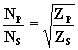 N_P/N_S = √(Z_P/Z_S)